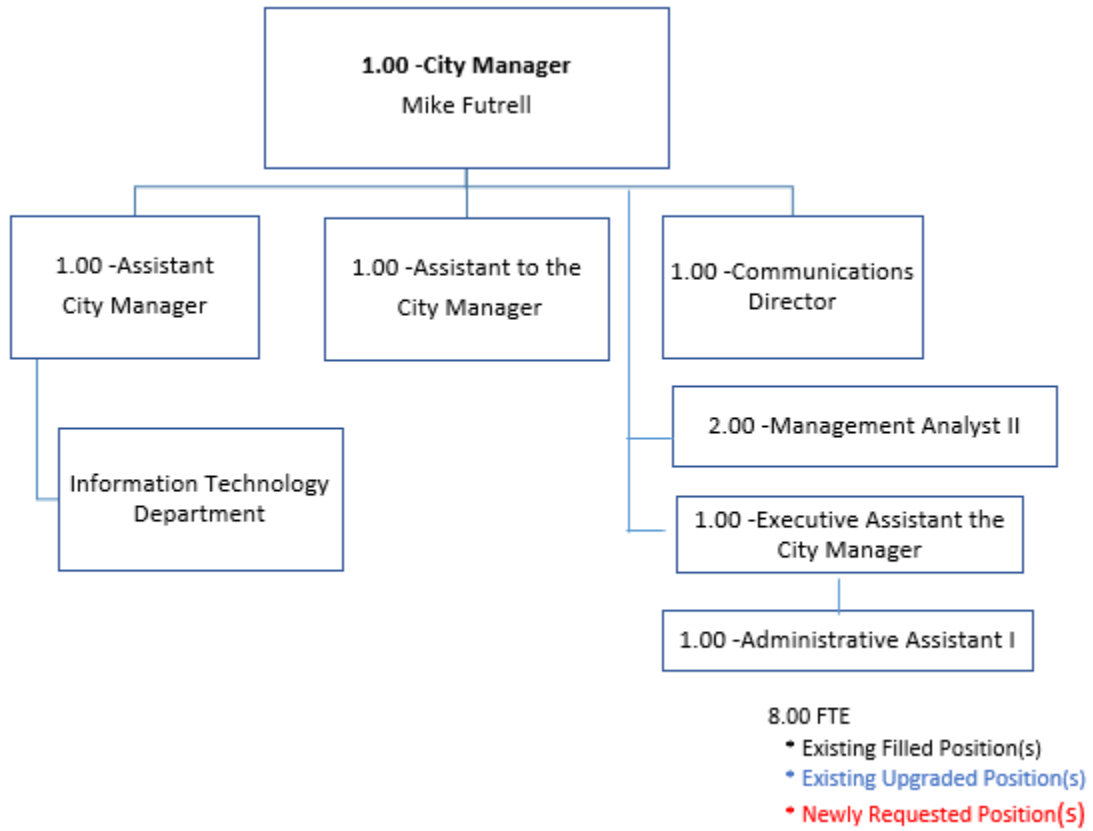 1.00 -City Manager
Mike Futrell
1.00 -Assistant
City Manager
1.00 -Assistant to the
City Manager
1.00 -Communications
Director
2.00 -Management Analyst II
Information Technology
Department
1.00 -Executive Assistant the
City Manager
1.00 -Administrative Assistant I
8.00 FTE
* Existing Filled Position(s)
* Existing Upgraded Position(s)
* Newly Requested Position(s)